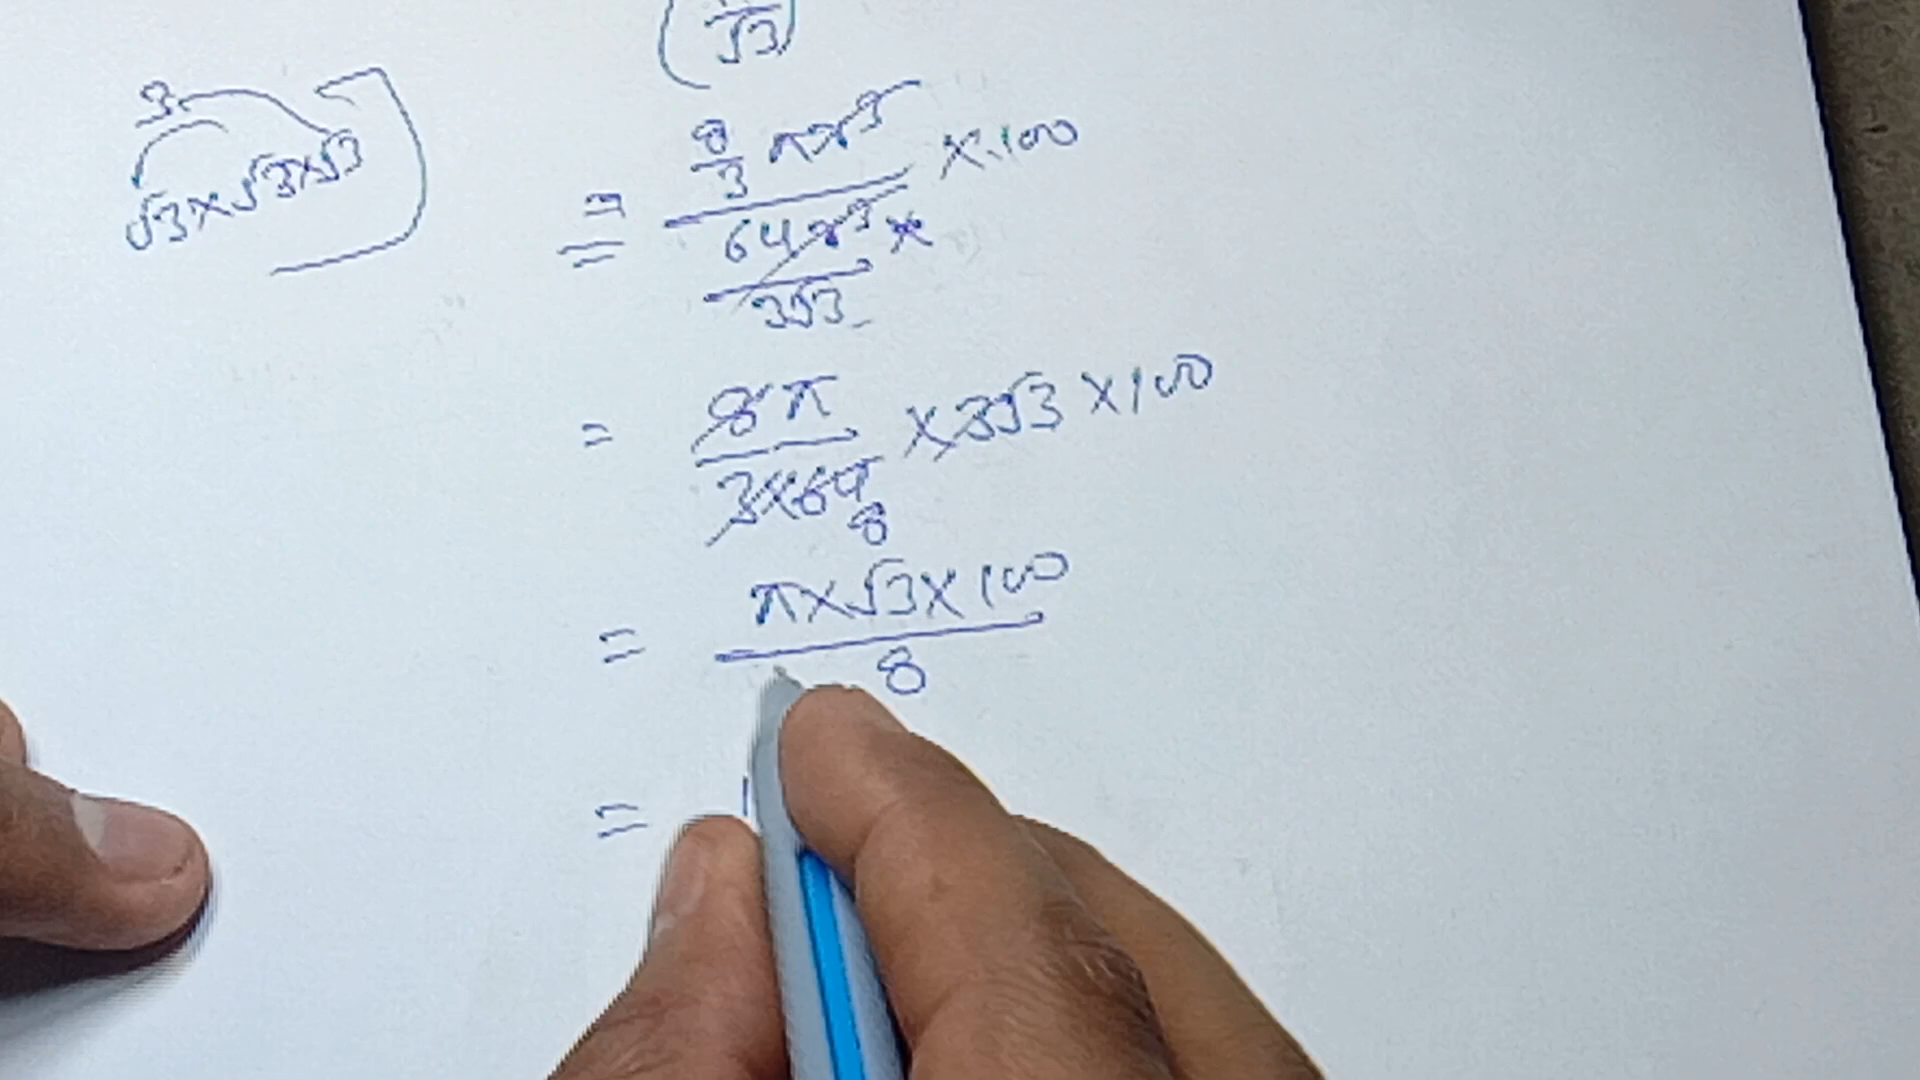 (/√3)
3
√3×√3×√3
= 8/3 πr³ / 64r³/3√3 × ×100
= 8π / 3×64 ×3√3×100
8
= π×√3×100 / 8
=